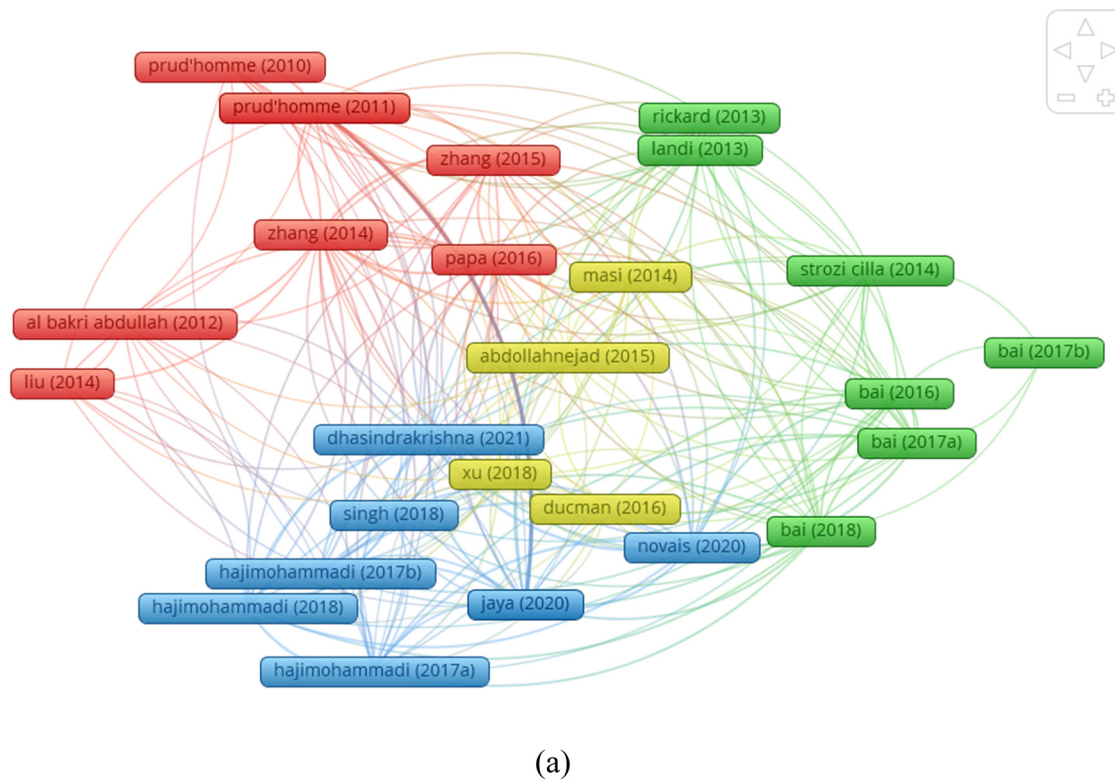 prud'homme (2010)
prud'homme (2011)
rickard (2013)
landi (2013)
zhang (2015)
zhang (2014)
papa (2016)
masi (2014)
strozi cilla (2014)
al bakri abdullah (2012)
abdollahnejad (2015)
bai (2017b)
liu (2014)
bai (2016)
dhasindrakrishna (2021)
bai (2017a)
xu (2018)
ducman (2016)
singh (2018)
bai (2018)
novais (2020)
hajimohammadi (2017b)
hajimohammadi (2018)
jaya (2020)
hajimohammadi (2017a)
(a)